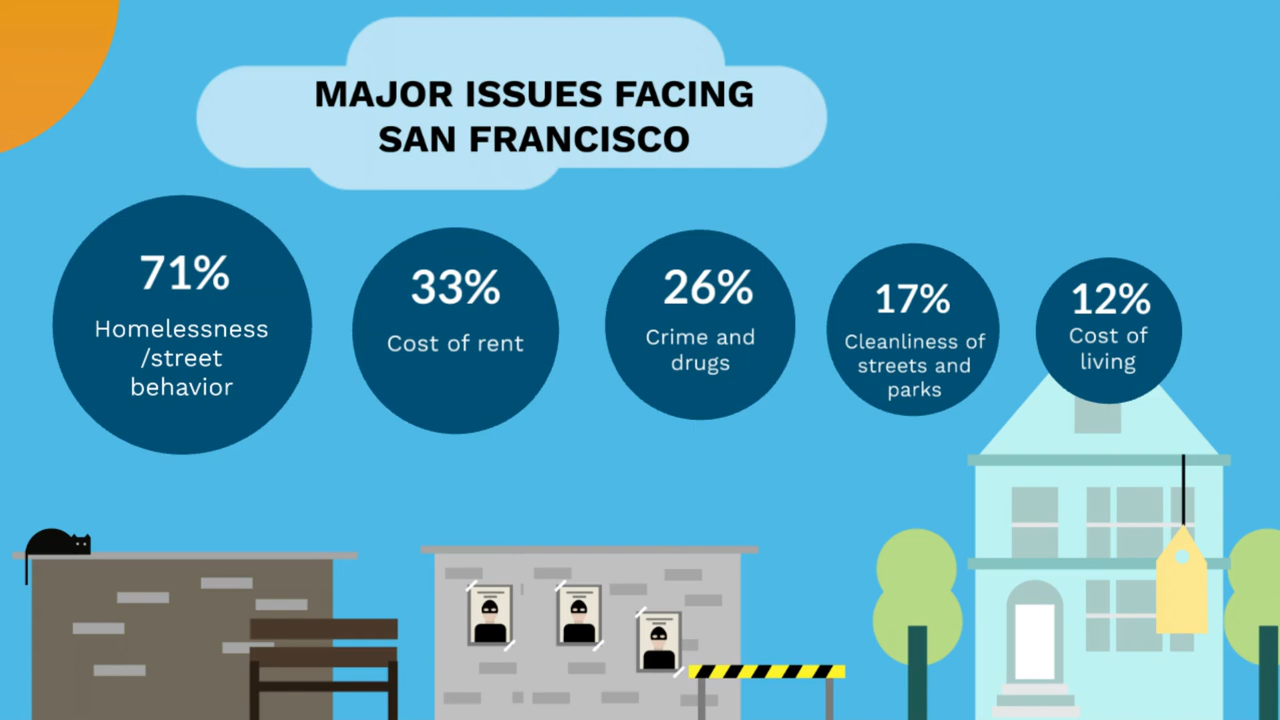 MAJOR ISSUES FACING
SAN FRANCISCO
71%
Homelessness
/street
behavior
33%
Cost of rent
26%
Crime and
drugs
17%
Cleanliness of
streets and
parks
12%
Cost of
living